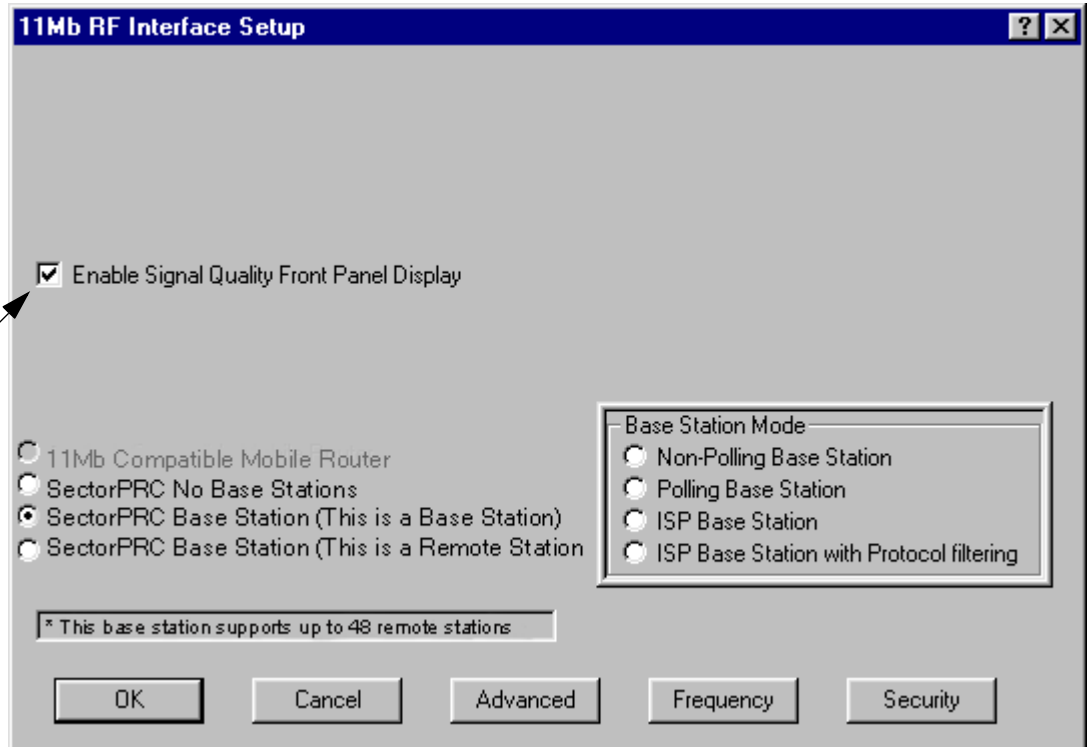 11Mb RF Interface Setup
Enable Signal Quality Front Panel Display
11Mb Compatible Mobile Router
SectorPRC No Base Stations
SectorPRC Base Station (This is a Base Station)
SectorPRC Base Station (This is a Remote Station
Base Station Mode
Non-Polling Base Station
Polling Base Station
ISP Base Station
ISP Base Station with Protocol filtering
* This base station supports up to 48 remote stations
OK
Cancel
Advanced
Frequency
Security